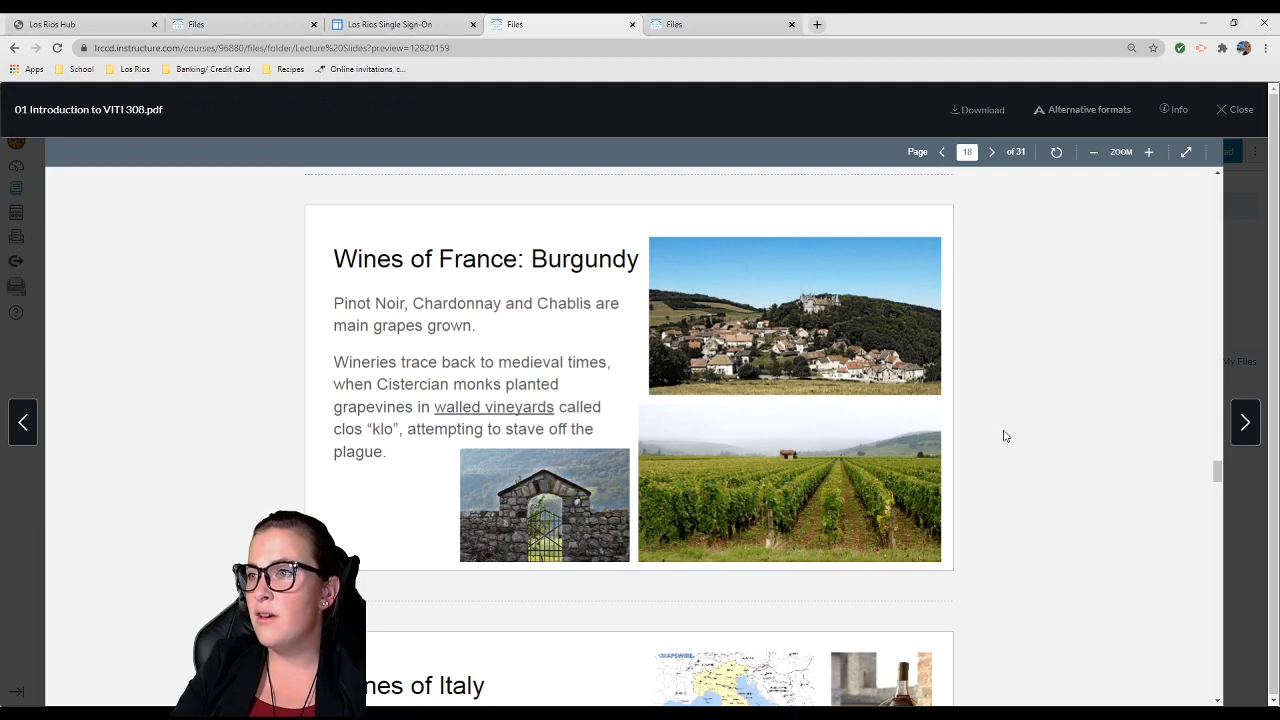 Los Rios Hub
Files
Los Rios Single Sign-On
Files
Files
lrccd.instructure.com/courses/96880/files/folder/Lecture%20Slides?preview=12820159
Apps
School
Los Rios
Banking/ Credit Card
Recipes
Online invitations, c...
01 Introduction to VITI 308.pdf
Download
Alternative formats
Info
Close
Page
18
of 31
ZOOM
Wines of France: Burgundy
Pinot Noir, Chardonnay and Chablis are
main grapes grown.
Wineries trace back to medieval times,
when Cistercian monks planted
grapevines in walled vineyards called
clos “klo”, attempting to stave off the
plague.
My Files
MAPSWIRE
nes of Italy